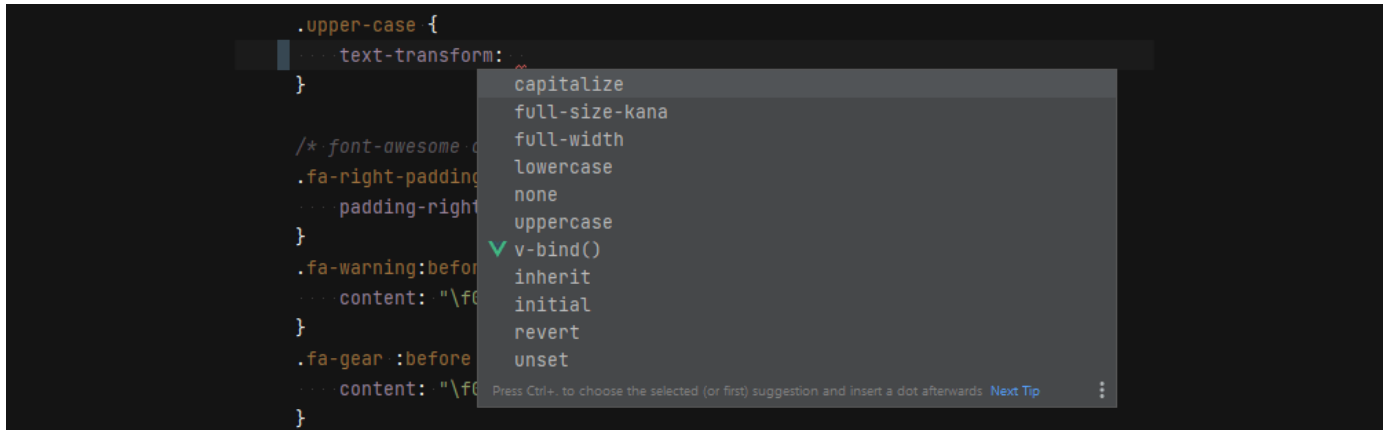 .upper-case {
text-transform:
}
capitalize
full-size-kana
full-width
lowercase
none
uppercase
v-bind()
inherit
initial
revert
unset
Press Ctrl+. to choose the selected (or first) suggestion and insert a dot afterwards Next Tip
/* font-awesome
.fa-right-padding
padding-right
}
.fa-warning:befor
content: "\f0
}
.fa-gear :before
content: "\f0
}